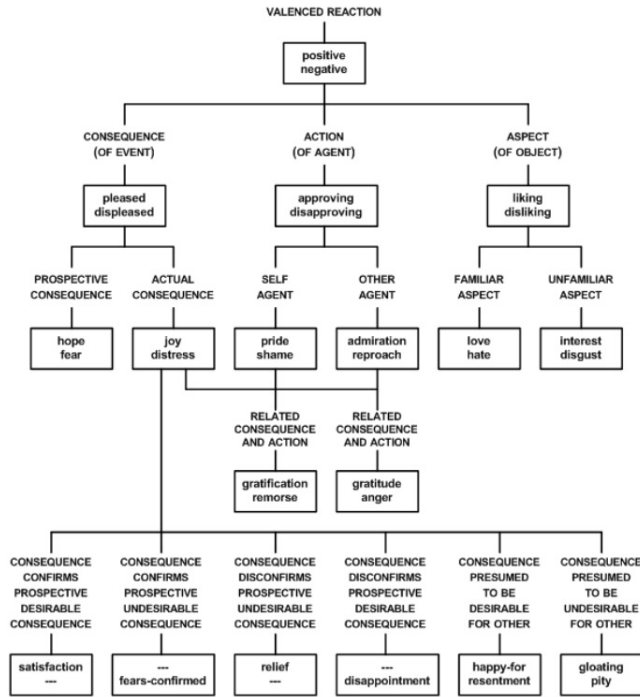 VALENCED REACTION
positive
negative
CONSEQUENCE
(OF EVENT)
ACTION
(OF AGENT)
ASPECT
(OF OBJECT)
pleased
displeased
approving
disapproving
liking
disliking
PROSPECTIVE
CONSEQUENCE
ACTUAL
CONSEQUENCE
SELF
AGENT
OTHER
AGENT
FAMILIAR
ASPECT
UNFAMILIAR
ASPECT
hope
fear
joy
distress
pride
shame
admiration
reproach
love
hate
interest
disgust
RELATED
CONSEQUENCE
AND ACTION
RELATED
CONSEQUENCE
AND ACTION
gratification
remorse
gratitude
anger
CONSEQUENCE
CONFIRMS
PROSPECTIVE
DESIRABLE
CONSEQUENCE
CONSEQUENCE
CONFIRMS
PROSPECTIVE
UNDESIRABLE
CONSEQUENCE
CONSEQUENCE
DISCONFIRMS
PROSPECTIVE
UNDESIRABLE
CONSEQUENCE
CONSEQUENCE
DISCONFIRMS
PROSPECTIVE
DESIRABLE
CONSEQUENCE
CONSEQUENCE
PRESUMED
TO BE
DESIRABLE
FOR OTHER
CONSEQUENCE
PRESUMED
TO BE
UNDESIRABLE
FOR OTHER
satisfaction
---
---
fears-confirmed
relief
---
---
disappointment
happy-for
resentment
gloating
pity